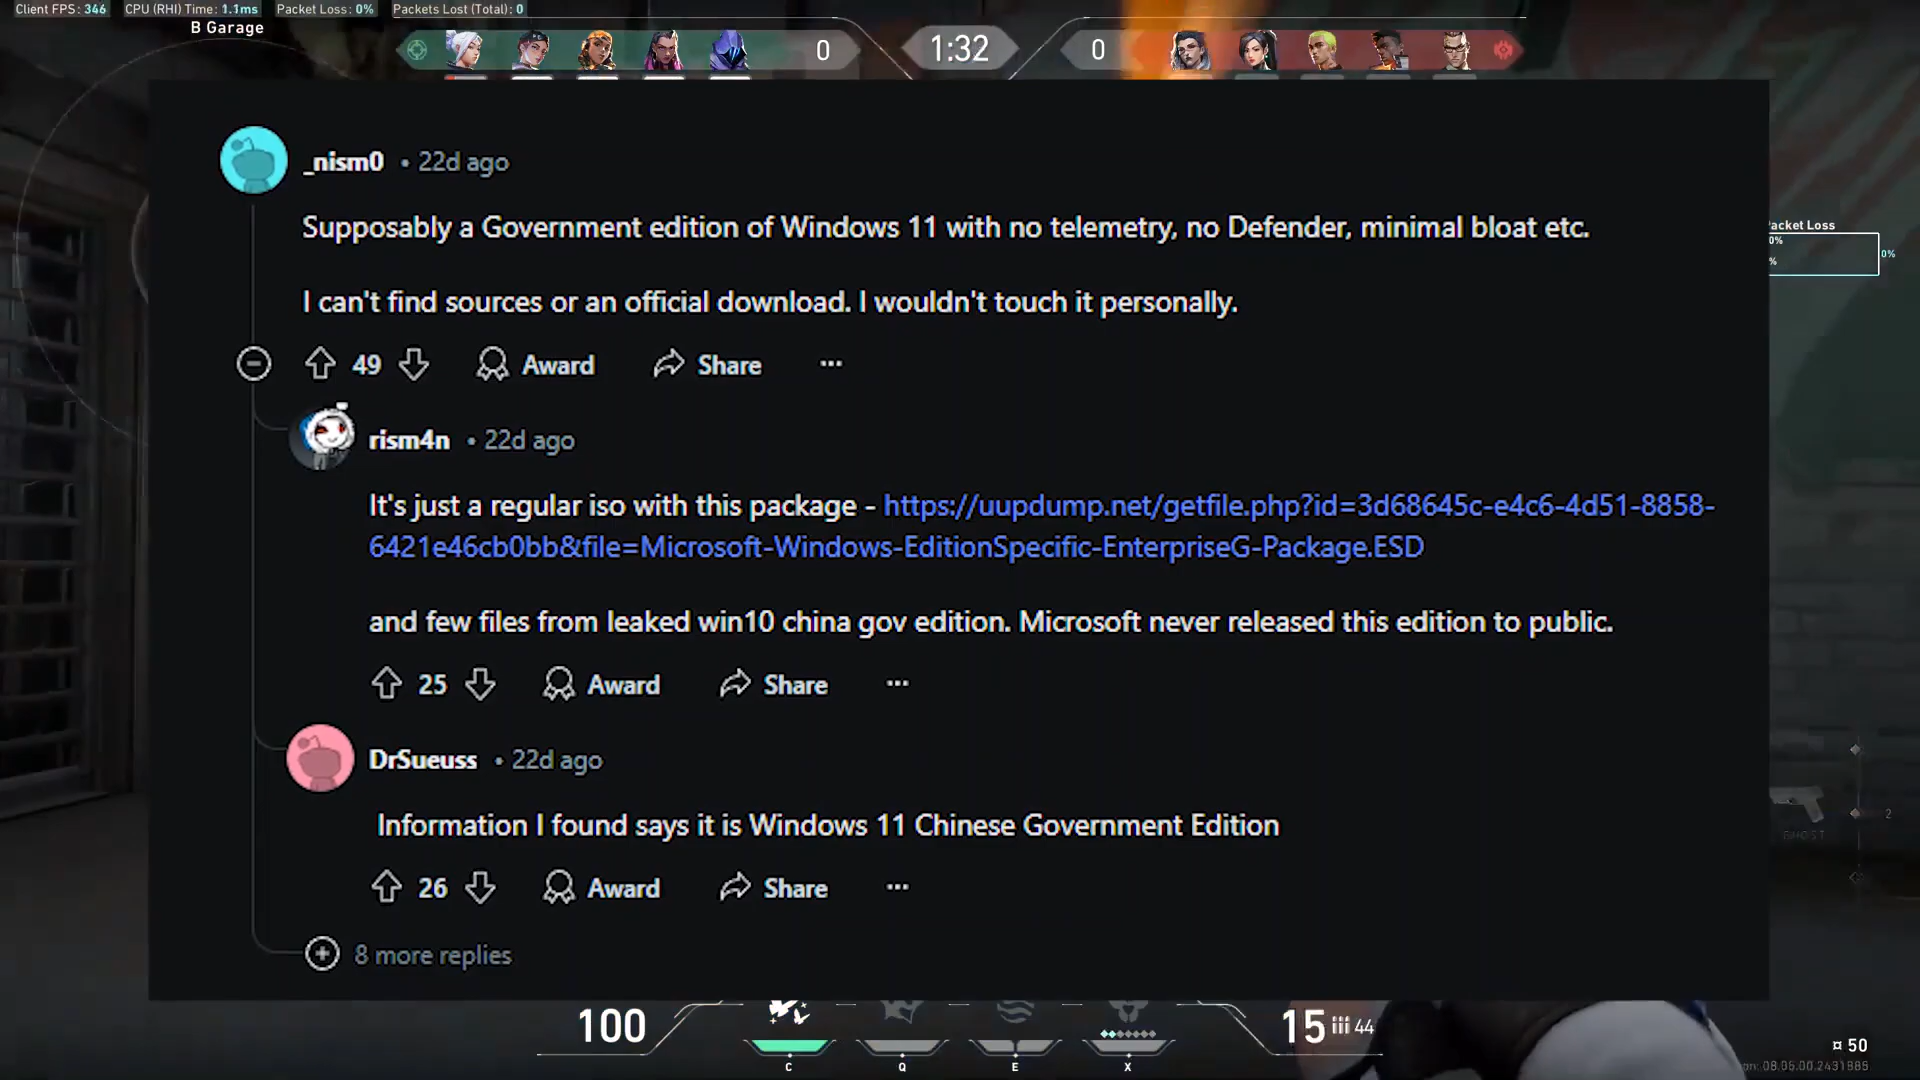 Client FPS: 346 CPU (RHI) Time: 1.1ms Packet Loss: 0% Packets Lost (Total): 0
B Garage
0 1:32 0
_nism0 • 22d ago
Supposably a Government edition of Windows 11 with no telemetry, no Defender, minimal bloat etc.
I can't find sources or an official download. I wouldn't touch it personally.
49 Award Share ...
rism4n • 22d ago
It's just a regular iso with this package - https://uupdump.net/getfile.php?id=3d68645c-e4c6-4d51-8858-
6421e46cb0bb&file=Microsoft-Windows-EditionSpecific-EnterpriseG-Package.ESD
and few files from leaked win10 china gov edition. Microsoft never released this edition to public.
25 Award Share ...
DrSueuss • 22d ago
Information I found says it is Windows 11 Chinese Government Edition
26 Award Share ...
8 more replies
Packet Loss
0%
0%
%
2
GHOST
100
15 44
C Q E X
¤ 50